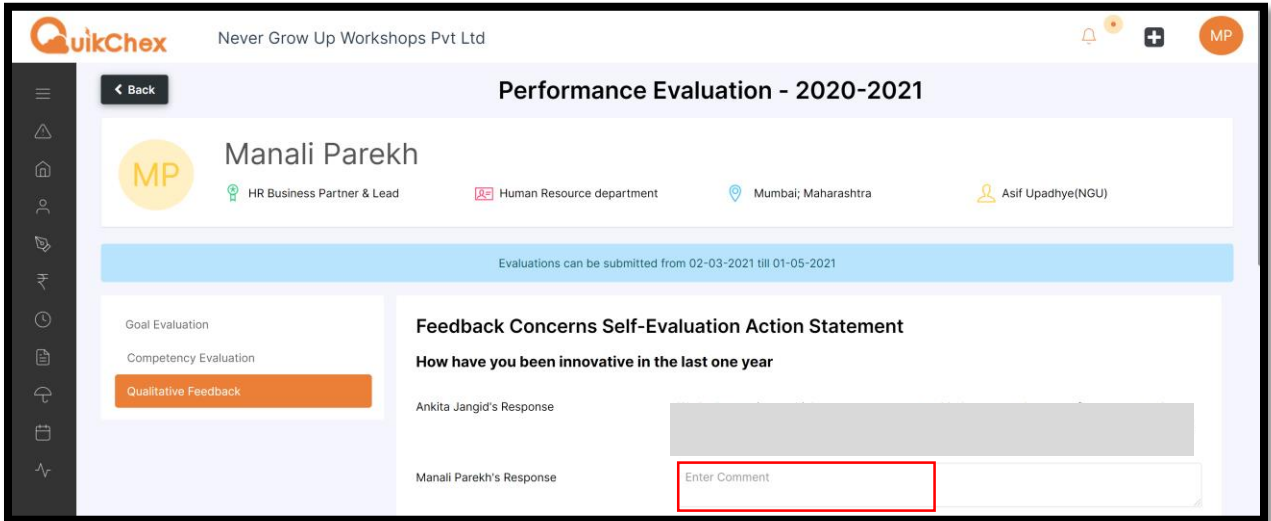 QuikChex
Never Grow Up Workshops Pvt Ltd
MP
Back
Performance Evaluation - 2020-2021
MP
Manali Parekh
HR Business Partner & Lead
Human Resource department
Mumbai; Maharashtra
Asif Upadhye(NGU)
Evaluations can be submitted from 02-03-2021 till 01-05-2021
Goal Evaluation
Competency Evaluation
Qualitative Feedback
Feedback Concerns Self-Evaluation Action Statement
How have you been innovative in the last one year
Ankita Jangid's Response
Manali Parekh's Response
Enter Comment